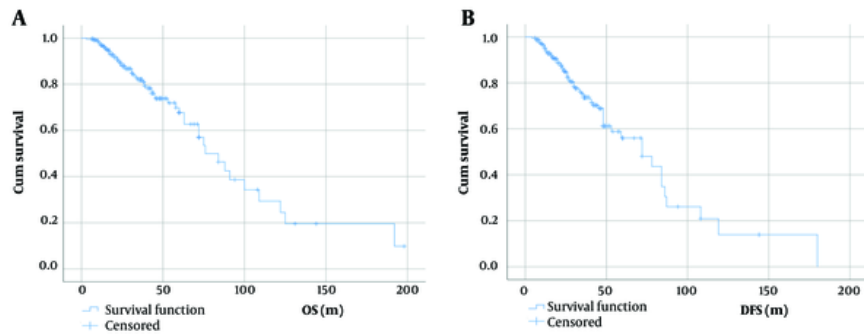 A
Cum survival
1.0
0.8
0.6
0.4
0.2
0.0
0 50 100 150 200
Survival function
Censored
OS (m)
B
Cum survival
1.0
0.8
0.6
0.4
0.2
0.0
0 50 100 150 200
Survival function
Censored
DFS (m)